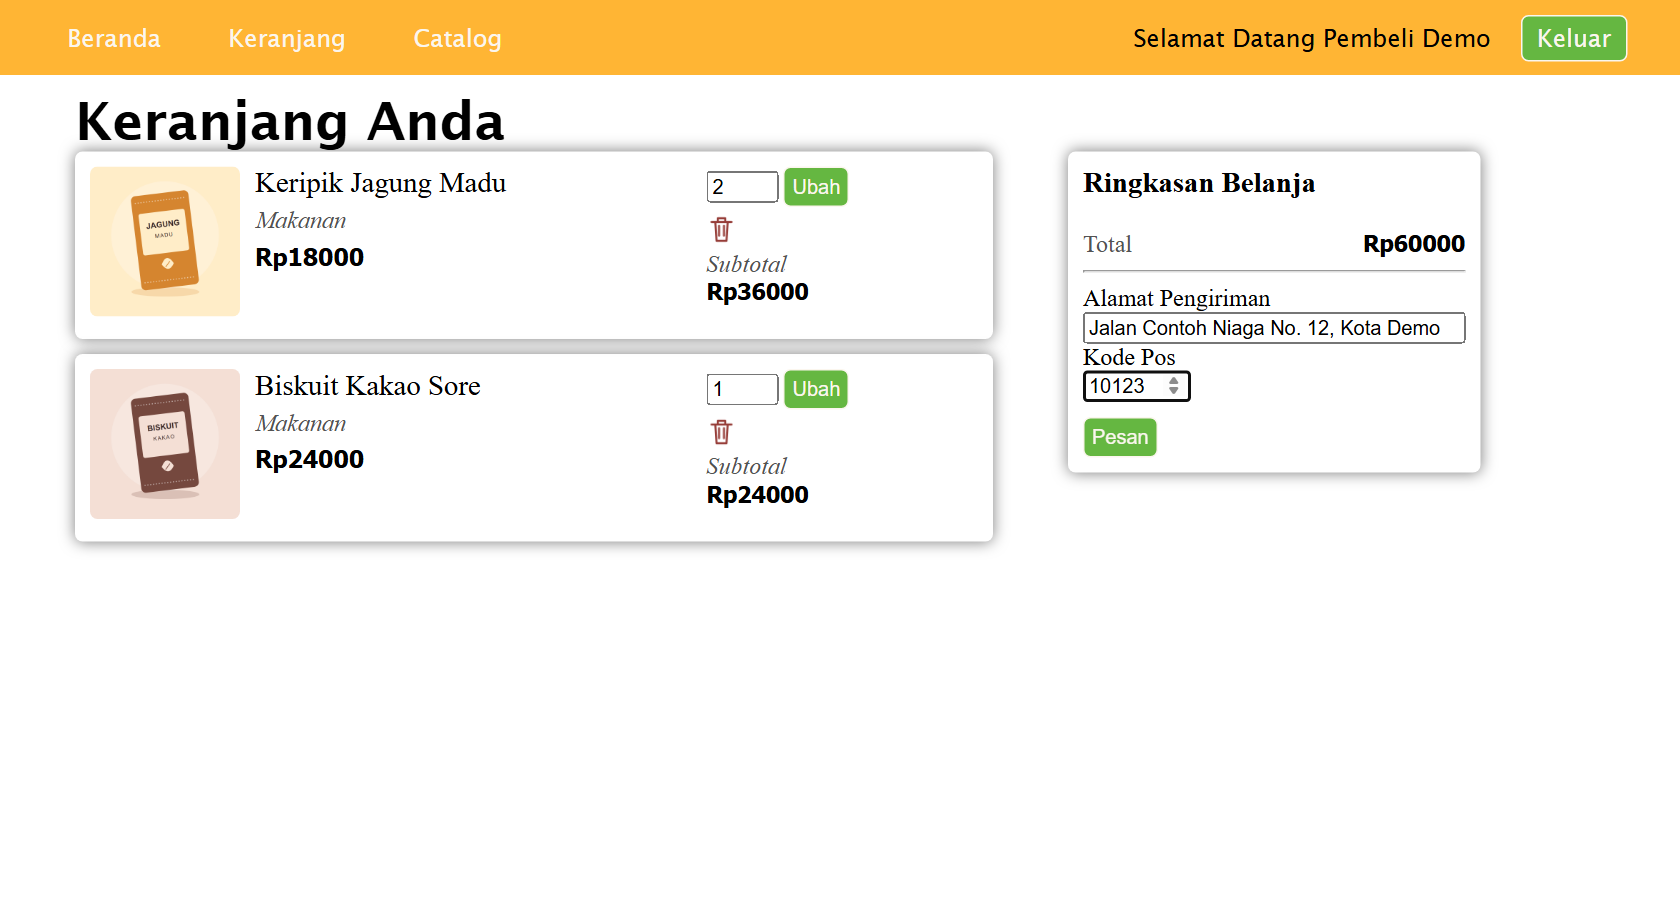 Beranda
Keranjang
Catalog
Selamat Datang Pembeli Demo
Keluar
Keranjang Anda
JAGUNG
MADU
Keripik Jagung Madu
Makanan
Rp18000
2
Ubah
Subtotal
Rp36000
BISKUIT
KAKAO
Biskuit Kakao Sore
Makanan
Rp24000
1
Ubah
Subtotal
Rp24000
Ringkasan Belanja
Total
Rp60000
Alamat Pengiriman
Jalan Contoh Niaga No. 12, Kota Demo
Kode Pos
10123
Pesan